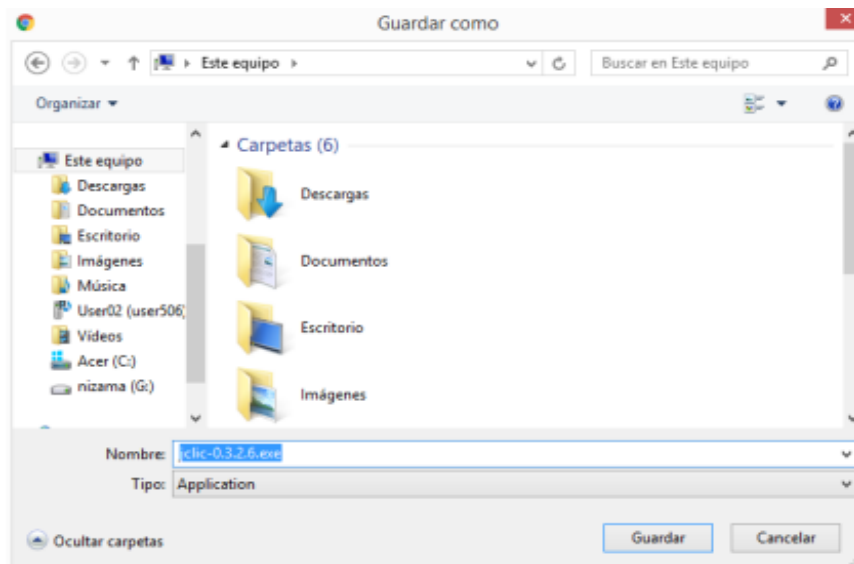 Guardar como
Este equipo
Buscar en Este equipo
Organizar
Este equipo
Descargas
Documentos
Escritorio
Imágenes
Música
User02 (user506
Vídeos
Acer (C:)
nizama (G:)
Carpetas (6)
Descargas
Documentos
Escritorio
Imágenes
Nombre: jclic-0.3.2.6.exe
Tipo: Application
Ocultar carpetas
Guardar
Cancelar